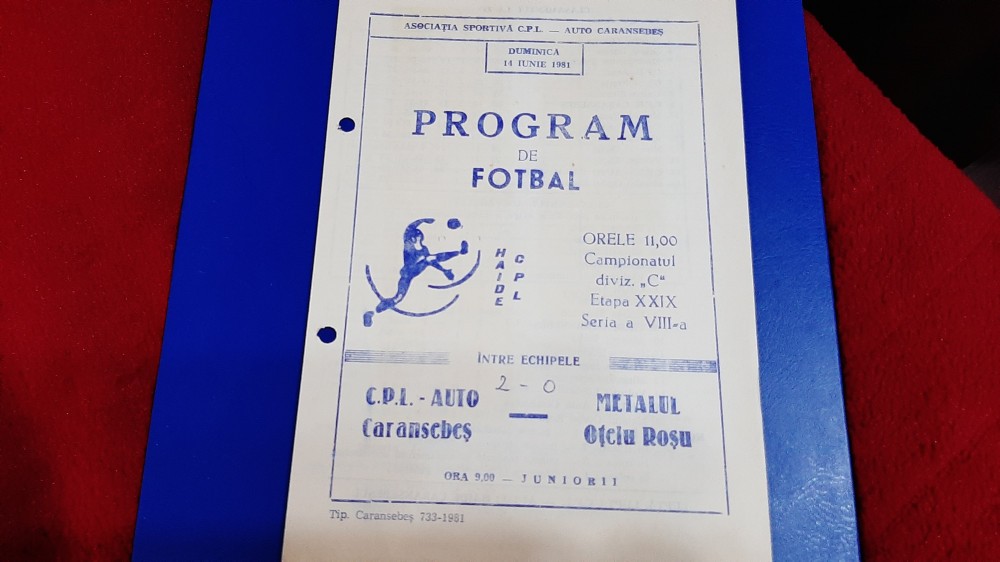 ASOCIAȚIA SPORTIVĂ C.P.L. — AUTO CARANSEBEȘ
DUMINICA
14 IUNIE 1981
PROGRAM
DE
FOTBAL
HAIDE
CPL
ORELE 11,00
Campionatul
diviz. „C“
Etapa XXIX
Seria a VIII-a
ÎNTRE ECHIPELE
2 - 0
C.P.L. - AUTO
Caransebeș
—
METALUL
Oțelu Roșu
ORA 9,00 — JUNIORII
Tip. Caransebeș 733-1981